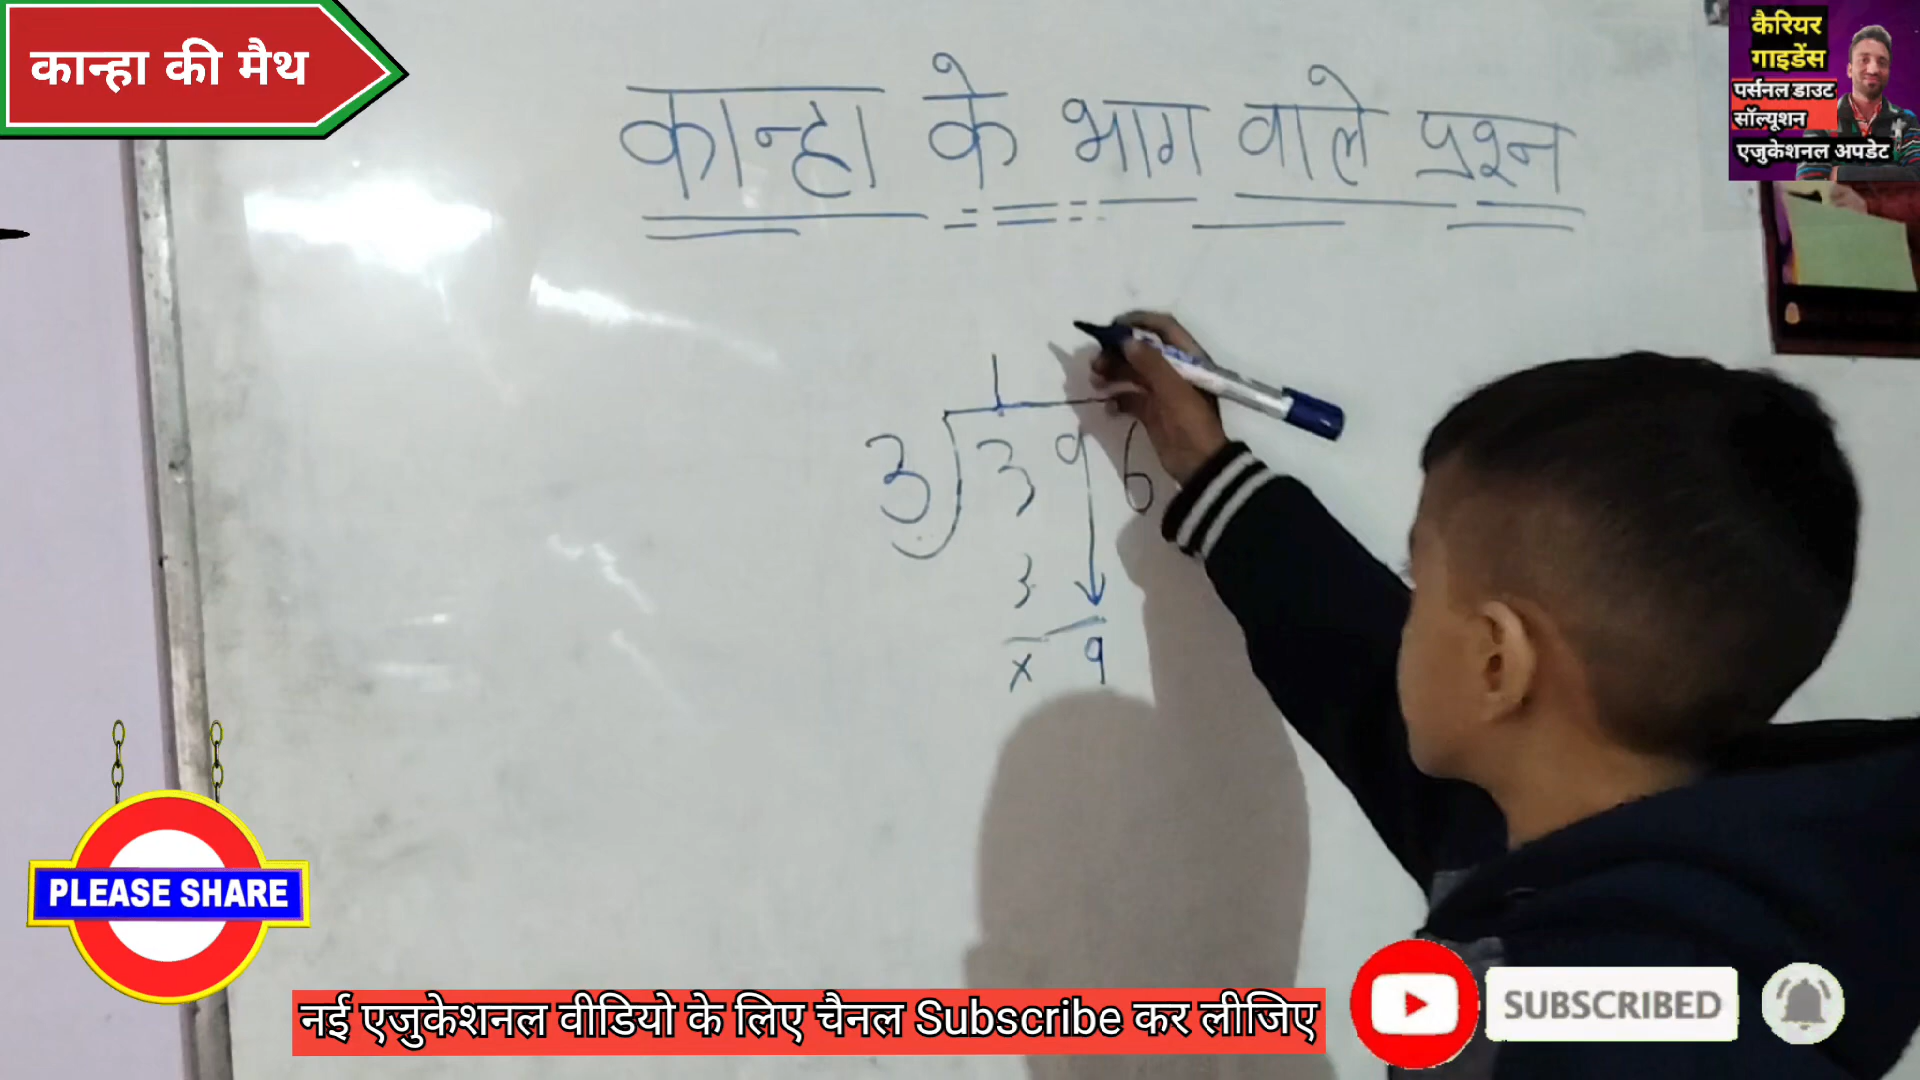 कान्हा की मैथ
कैरियर
गाइडेंस
पर्सनल डाउट
सॉल्यूशन
एजुकेशनल अपडेट
कान्हा के भाग वाले प्रश्न
1
3 396
3
x 9
PLEASE SHARE
नई एजुकेशनल वीडियो के लिए चैनल Subscribe कर लीजिए
SUBSCRIBED